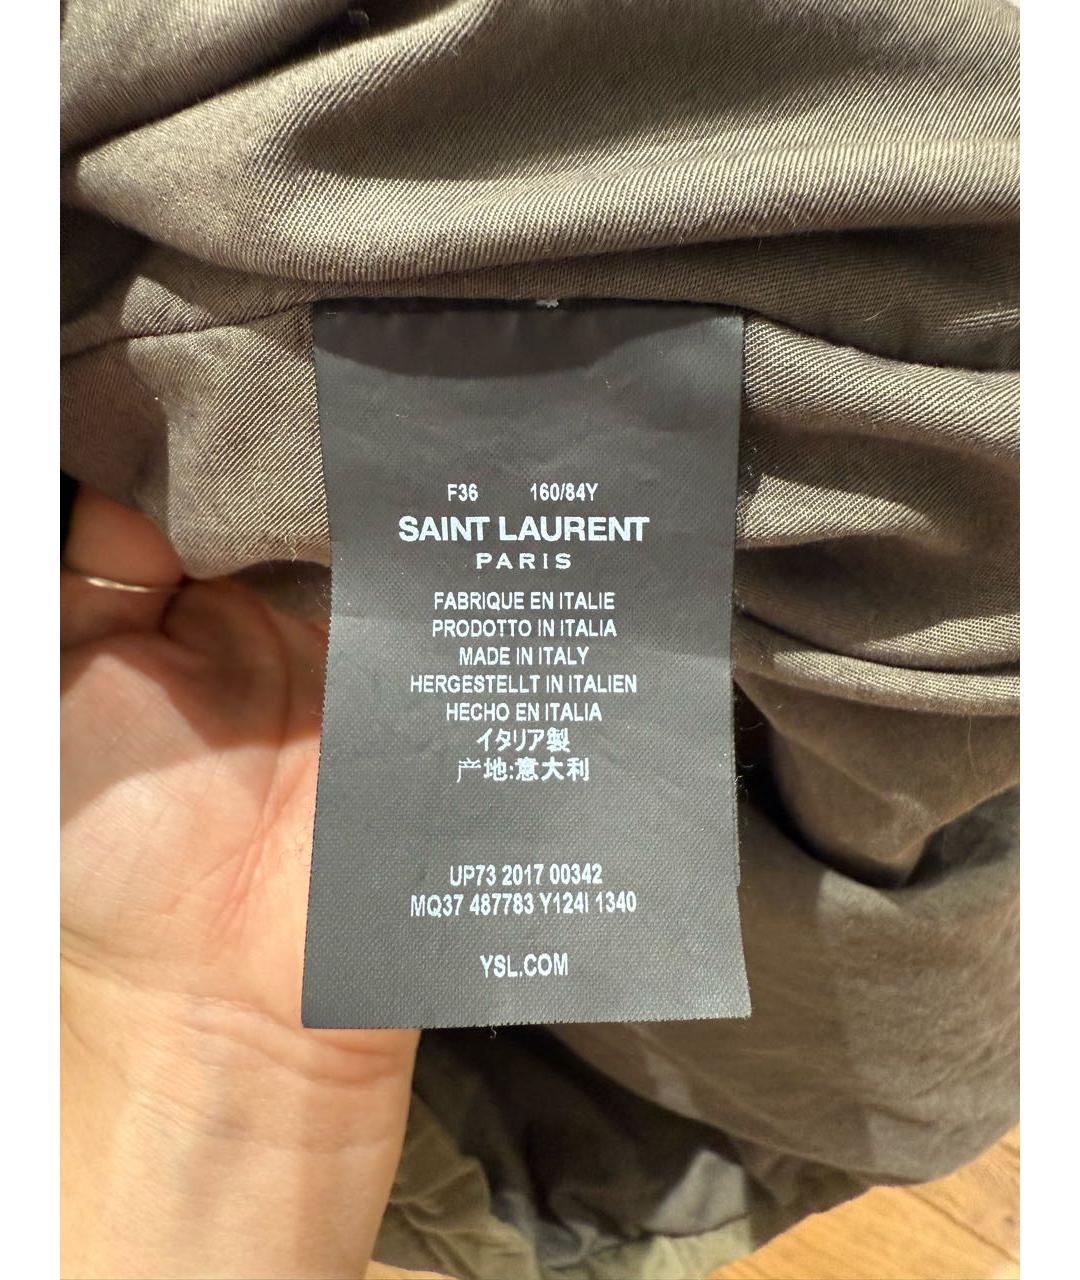 F36 160/84Y
SAINT LAURENT
PARIS
FABRIQUE EN ITALIE
PRODOTTO IN ITALIA
MADE IN ITALY
HERGESTELLT IN ITALIEN
HECHO EN ITALIA
イタリア製
产地:意大利
UP73 2017 00342
MQ37 487783 Y124I 1340
YSL.COM